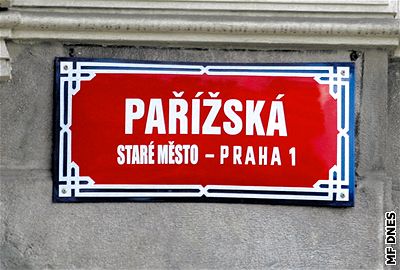 PAŘÍŽSKÁ
STARÉ MĚSTO – PRAHA 1
MF DNES